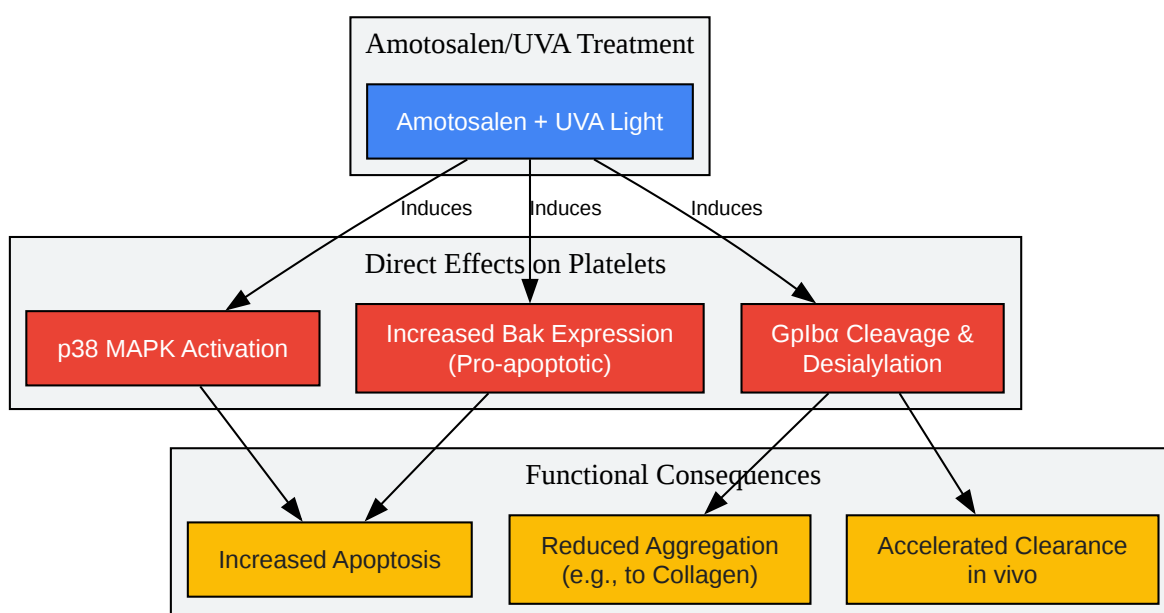 Amotosalen/UVA Treatment
Amotosalen + UVA Light
Induces
Induces
Induces
Direct Effects on Platelets
p38 MAPK Activation
Increased Bak Expression
(Pro-apoptotic)
GpIbα Cleavage &
Desialylation
Functional Consequences
Increased Apoptosis
Reduced Aggregation
(e.g., to Collagen)
Accelerated Clearance
in vivo